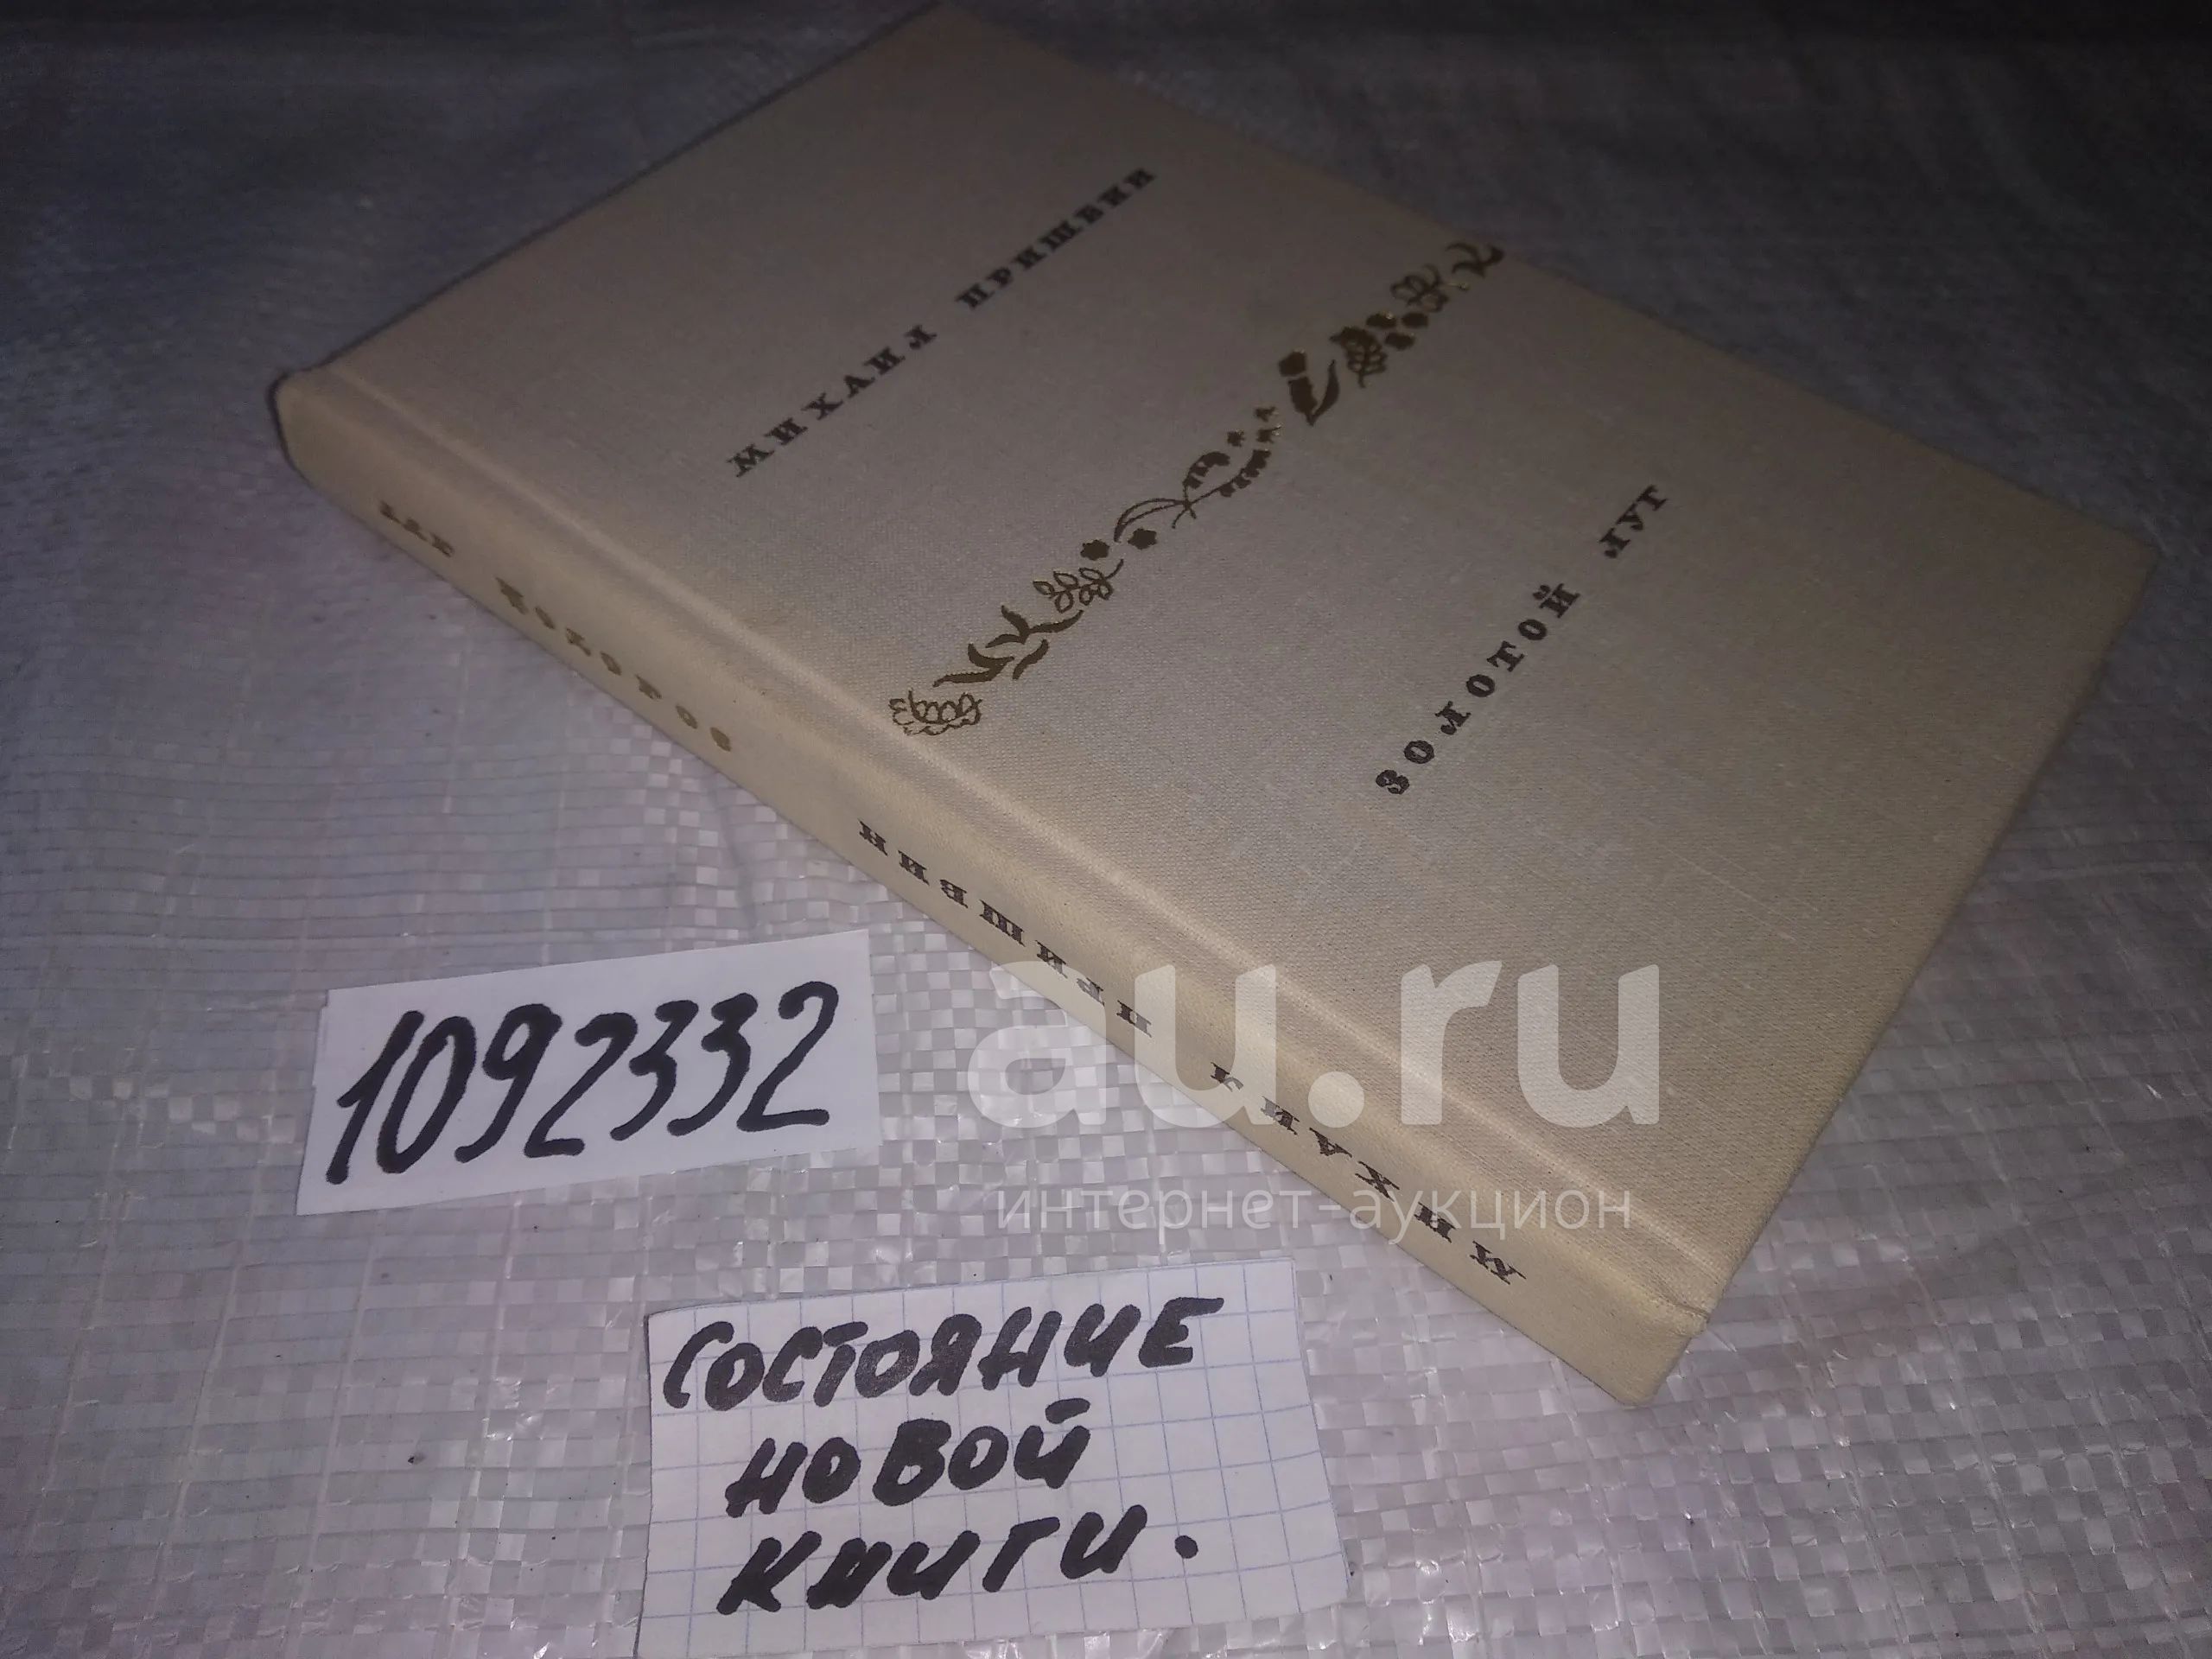 МИХАИЛ ПРИШВИН
ЗОЛОТОЙ ЛУГ
МИХАИЛ ПРИШВИН
au.ru
интернет-аукцион
1092332
СОСТОЯНИЕ
НОВОЙ
КНИГИ.